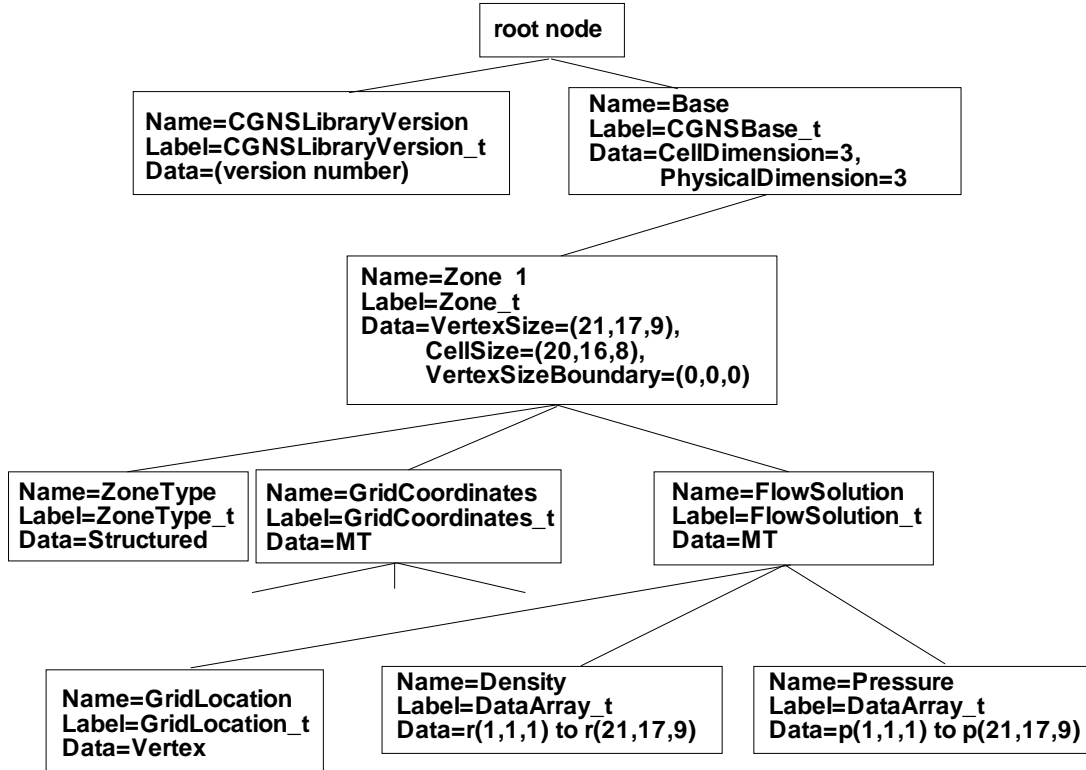 root node
Name=CGNSLibraryVersion
Label=CGNSLibraryVersion_t
Data=(version number)
Name=Base
Label=CGNSBase_t
Data=CellDimension=3,
PhysicalDimension=3
Name=Zone 1
Label=Zone_t
Data=VertexSize=(21,17,9),
CellSize=(20,16,8),
VertexSizeBoundary=(0,0,0)
Name=ZoneType
Label=ZoneType_t
Data=Structured
Name=GridCoordinates
Label=GridCoordinates_t
Data=MT
Name=FlowSolution
Label=FlowSolution_t
Data=MT
Name=GridLocation
Label=GridLocation_t
Data=Vertex
Name=Density
Label=DataArray_t
Data=r(1,1,1) to r(21,17,9)
Name=Pressure
Label=DataArray_t
Data=p(1,1,1) to p(21,17,9)